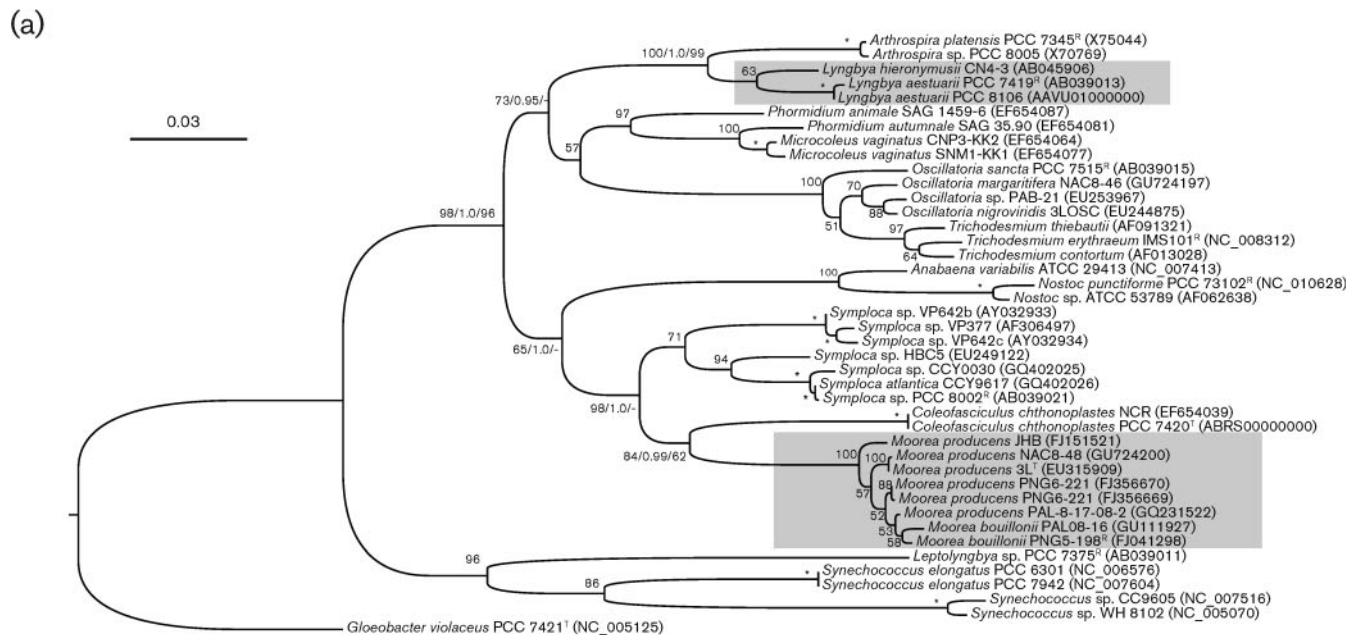 (a)
0.03
100/1.0/99
*
Arthrospira platensis PCC 7345R (X75044)
Arthrospira sp. PCC 8005 (X70769)
63
Lyngbya hieronymusii CN4-3 (AB045906)
*
Lyngbya aestuarii PCC 7419R (AB039013)
Lyngbya aestuarii PCC 8106 (AAVU01000000)
73/0.95/-
97
Phormidium animale SAG 1459-6 (EF654087)
100
Phormidium autumnale SAG 35.90 (EF654081)
*
Microcoleus vaginatus CNP3-KK2 (EF654064)
Microcoleus vaginatus SNM1-KK1 (EF654077)
57
100
Oscillatoria sancta PCC 7515R (AB039015)
70
Oscillatoria margaritifera NAC8-46 (GU724197)
Oscillatoria sp. PAB-21 (EU253967)
88
Oscillatoria nigroviridis 3LOSC (EU244875)
51
97
Trichodesmium thiebautii (AF091321)
Trichodesmium erythraeum IMS101R (NC_008312)
64
Trichodesmium contortum (AF013028)
98/1.0/96
100
Anabaena variabilis ATCC 29413 (NC_007413)
*
Nostoc punctiforme PCC 73102R (NC_010628)
Nostoc sp. ATCC 53789 (AF062638)
65/1.0/-
*
Symploca sp. VP642b (AY032933)
Symploca sp. VP377 (AF306497)
*
Symploca sp. VP642c (AY032934)
71
94
Symploca sp. HBC5 (EU249122)
*
Symploca sp. CCY0030 (GQ402025)
Symploca atlantica CCY9617 (GQ402026)
*
Symploca sp. PCC 8002R (AB039021)
98/1.0/-
*
Coleofasciculus chthonoplastes NCR (EF654039)
Coleofasciculus chthonoplastes PCC 7420T (ABRS00000000)
84/0.99/62
100
Moorea producens JHB (FJ151521)
100
Moorea producens NAC8-48 (GU724200)
Moorea producens 3LT (EU315909)
57
88
Moorea producens PNG6-221 (FJ356670)
Moorea producens PNG6-221 (FJ356669)
52
Moorea producens PAL-8-17-08-2 (GQ231522)
53
Moorea bouillonii PAL08-16 (GU111927)
58
Moorea bouillonii PNG5-198R (FJ041298)
96
Leptolyngbya sp. PCC 7375R (AB039011)
86
*
Synechococcus elongatus PCC 6301 (NC_006576)
Synechococcus elongatus PCC 7942 (NC_007604)
*
Synechococcus sp. CC9605 (NC_007516)
Synechococcus sp. WH 8102 (NC_005070)
Gloeobacter violaceus PCC 7421T (NC_005125)